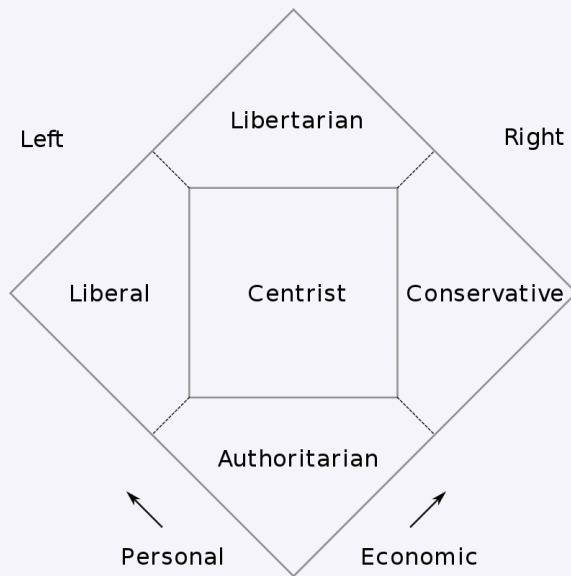 Libertarian
Left
Right
Liberal
Centrist
Conservative
Authoritarian
Personal
Economic